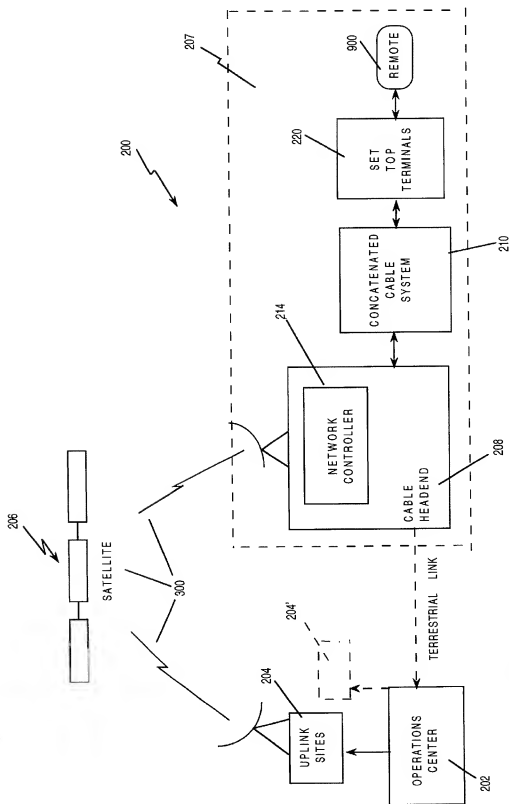 200
206
SATELLITE
300
207
204'
204
UPLINK
SITES
OPERATIONS
CENTER
202
TERRESTRIAL LINK
214
NETWORK
CONTROLLER
CABLE
HEADEND
208
CONCATENATED
CABLE
SYSTEM
210
220
SET
TOP
TERMINALS
900
REMOTE